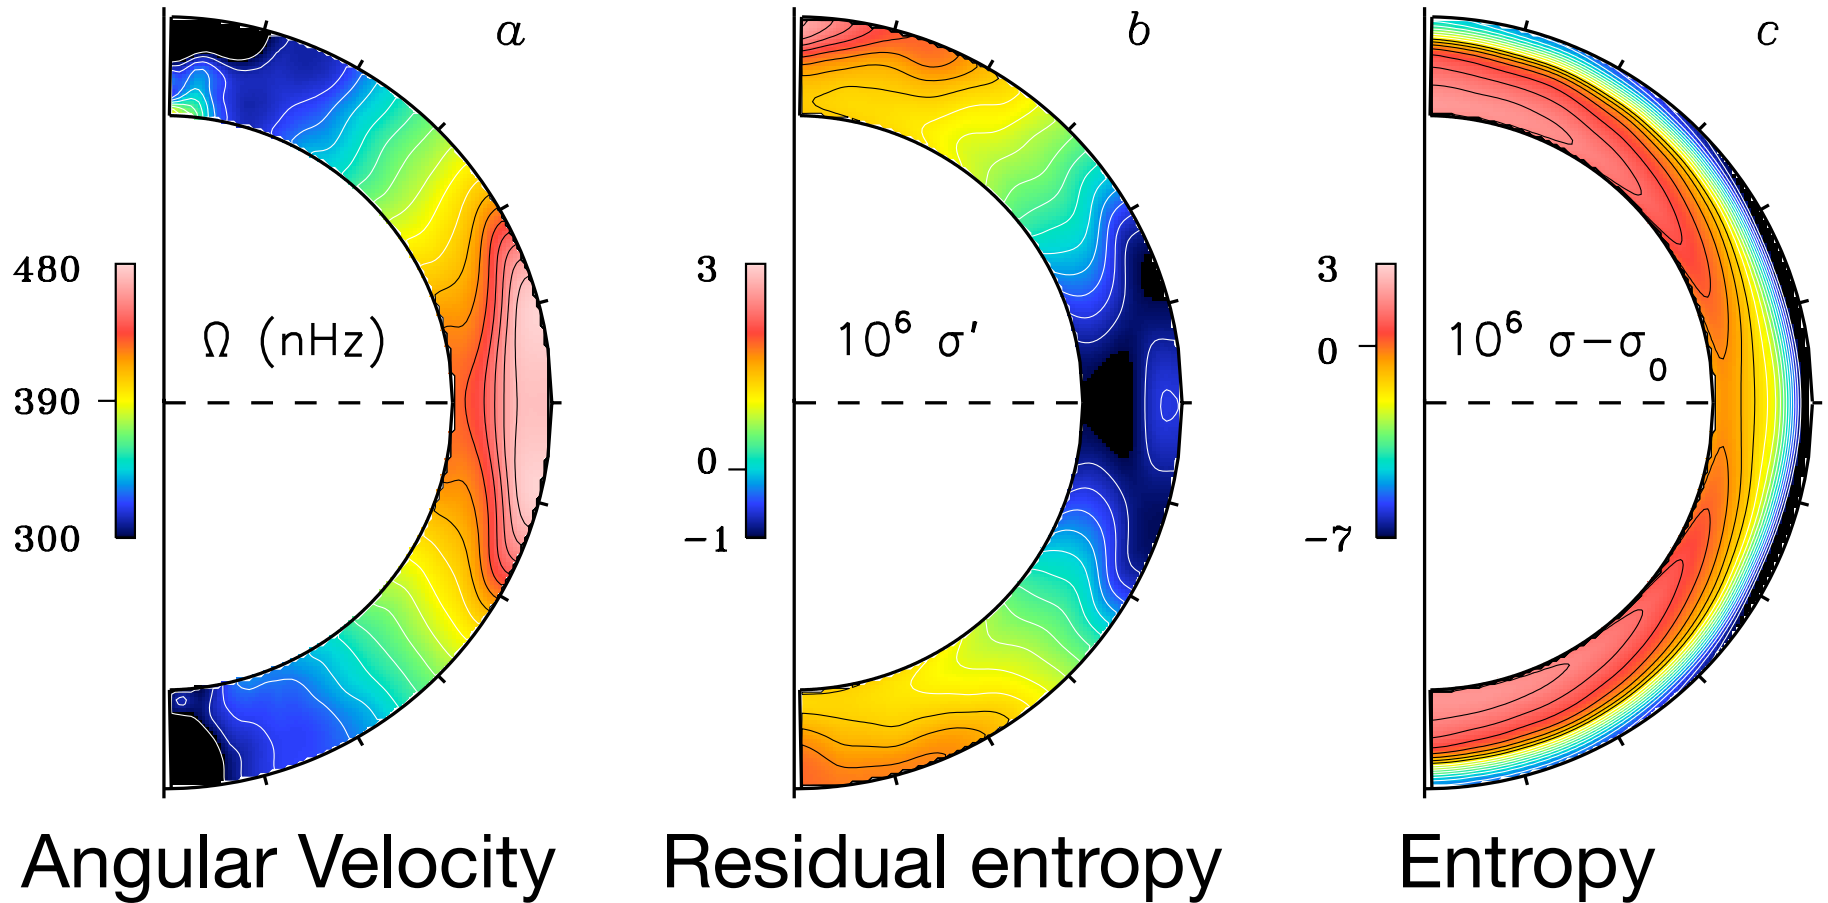 a
480
390
300
Ω (nHz)
Angular Velocity
b
3
0
-1
10⁶ σ′
Residual entropy
c
3
0
-7
10⁶ σ-σ₀
Entropy